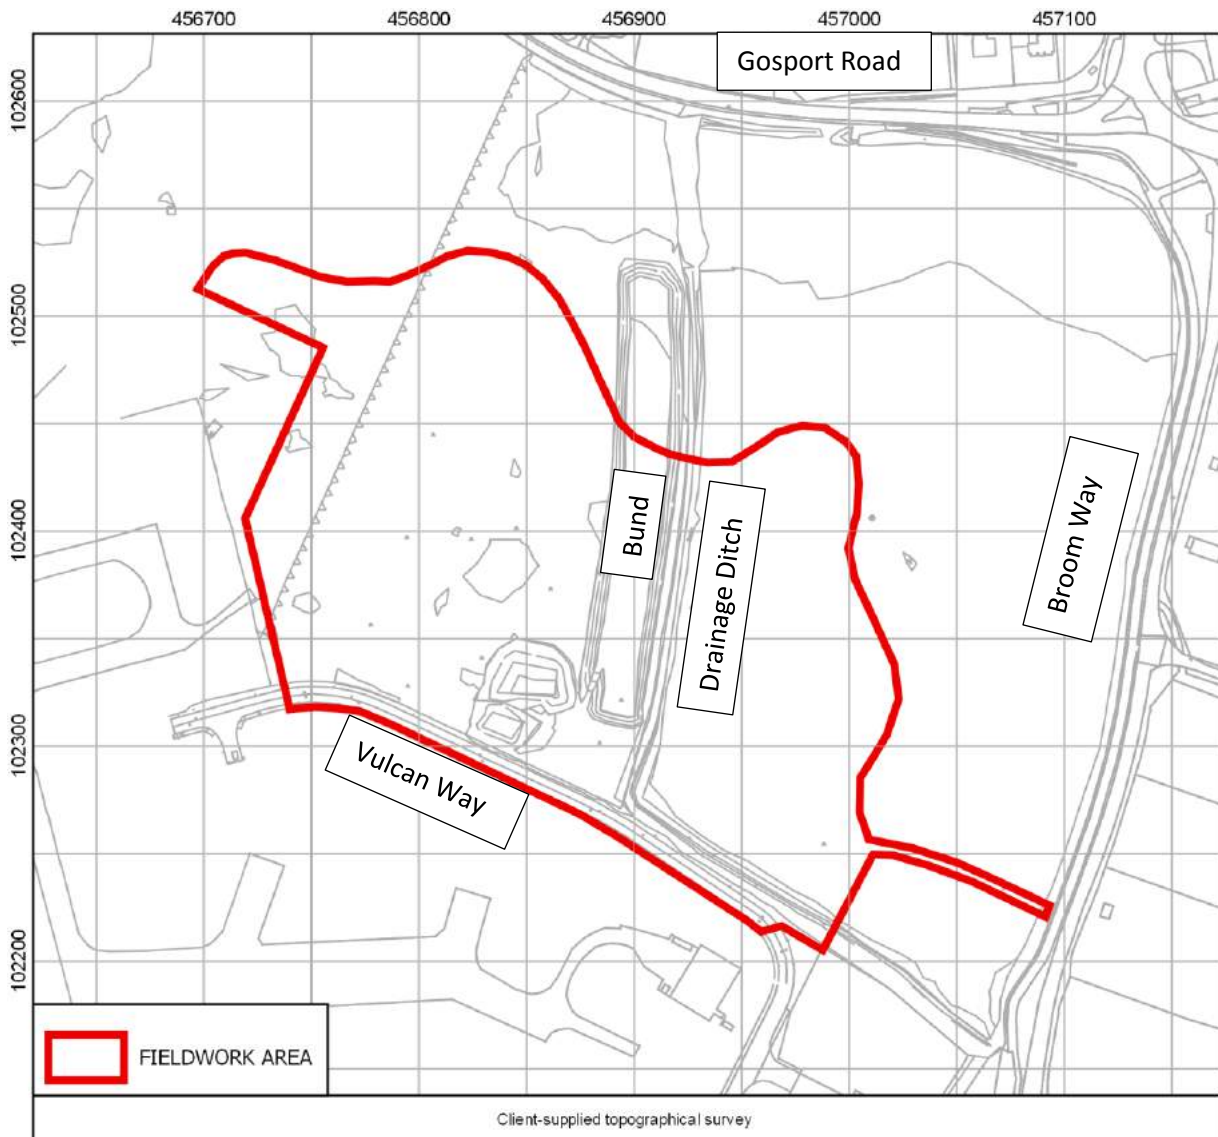 456700 456800 456900 457000 457100
Gosport Road
102600
102500
102400
102300
102200
Bund
Drainage Ditch
Broom Way
Vulcan Way
FIELDWORK AREA
Client-supplied topographical survey